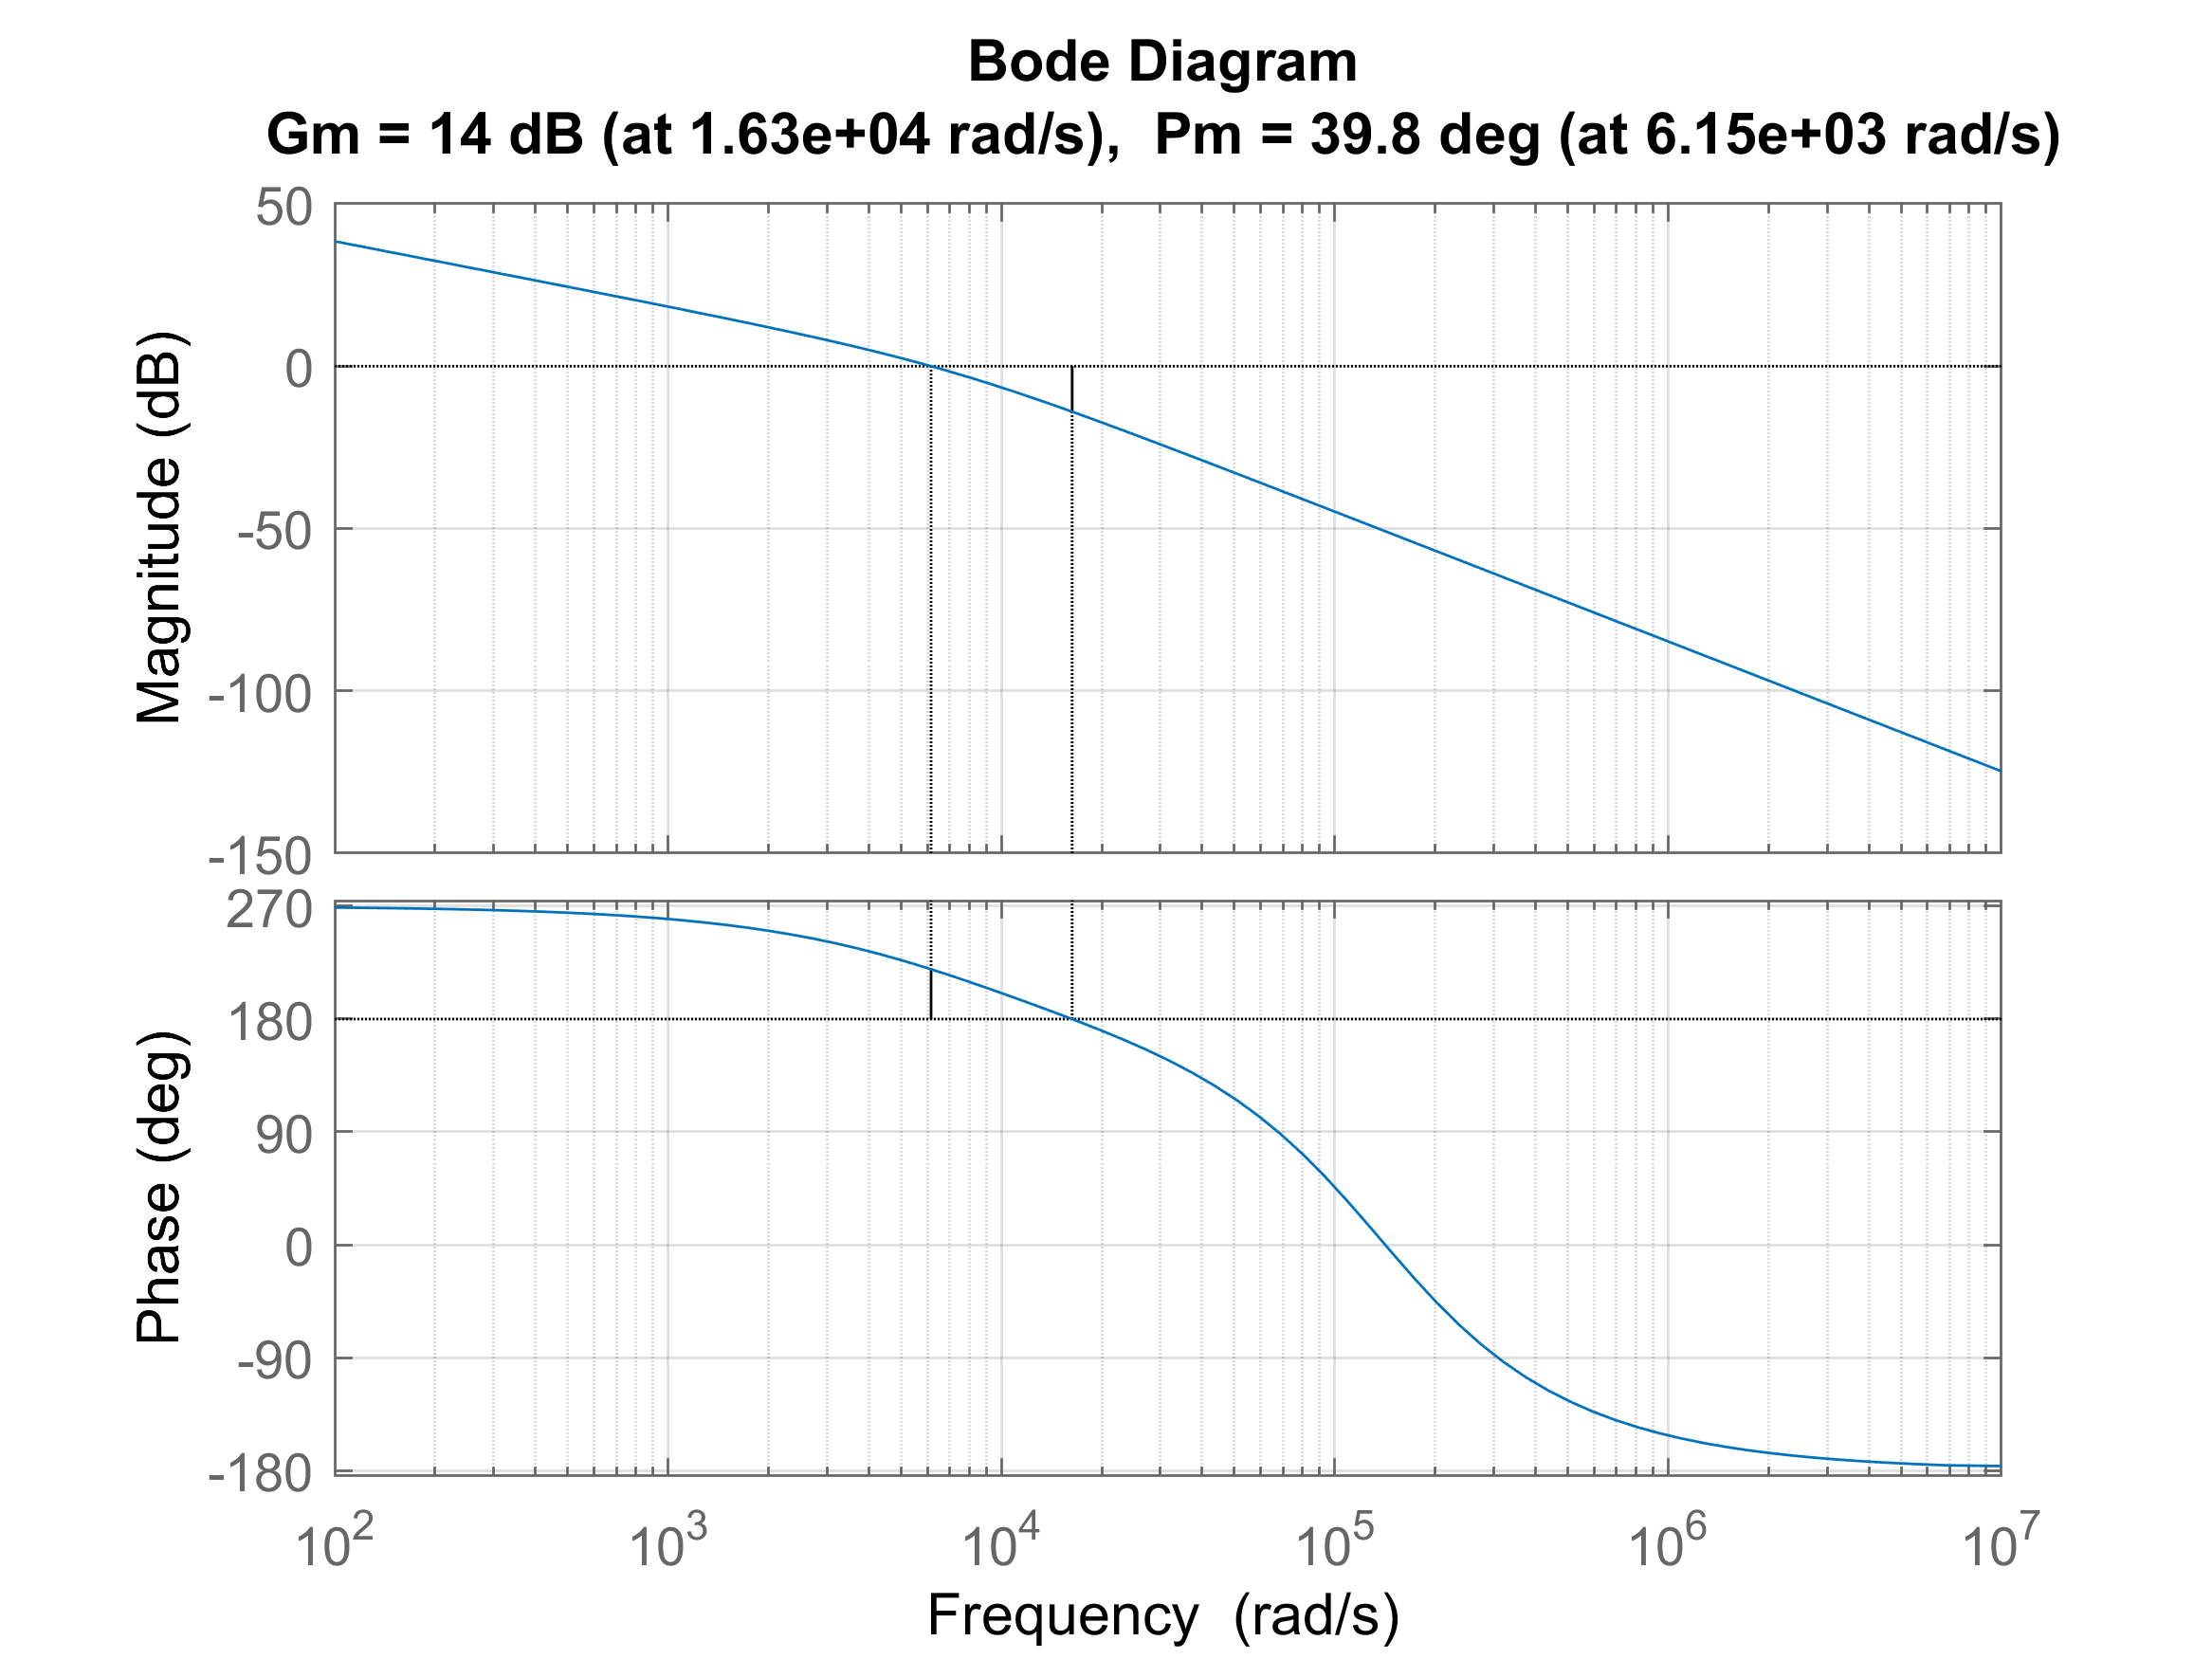 Bode Diagram
Gm = 14 dB (at 1.63e+04 rad/s),  Pm = 39.8 deg (at 6.15e+03 rad/s)
Magnitude (dB)
50
0
-50
-100
-150
Phase (deg)
270
180
90
0
-90
-180
10^2 10^3 10^4 10^5 10^6 10^7
Frequency (rad/s)